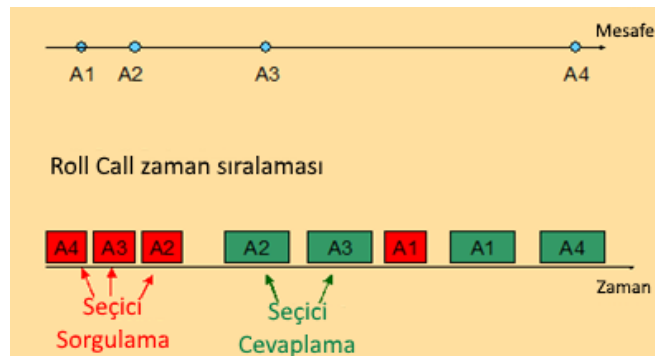 Mesafe
A1 A2 A3 A4
Roll Call zaman sıralaması
A4 A3 A2 A2 A3 A1 A1 A4
Zaman
Seçici Seçici
Sorgulama Cevaplama